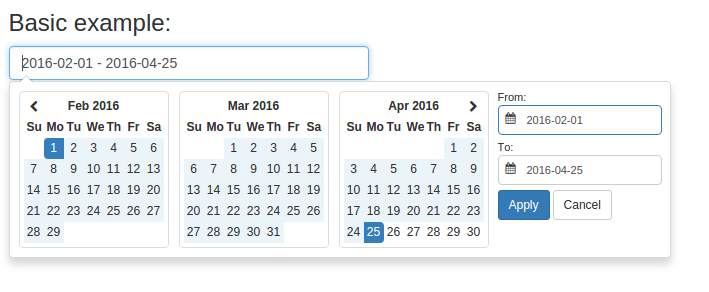 Basic example:
2016-02-01 - 2016-04-25
Feb 2016
Su Mo Tu We Th Fr Sa
1 2 3 4 5 6
7 8 9 10 11 12 13
14 15 16 17 18 19 20
21 22 23 24 25 26 27
28 29
Mar 2016
Su Mo Tu We Th Fr Sa
1 2 3 4 5
6 7 8 9 10 11 12
13 14 15 16 17 18 19
20 21 22 23 24 25 26
27 28 29 30 31
Apr 2016
Su Mo Tu We Th Fr Sa
1 2
3 4 5 6 7 8 9
10 11 12 13 14 15 16
17 18 19 20 21 22 23
24 25 26 27 28 29 30
From:
2016-02-01
To:
2016-04-25
Apply Cancel